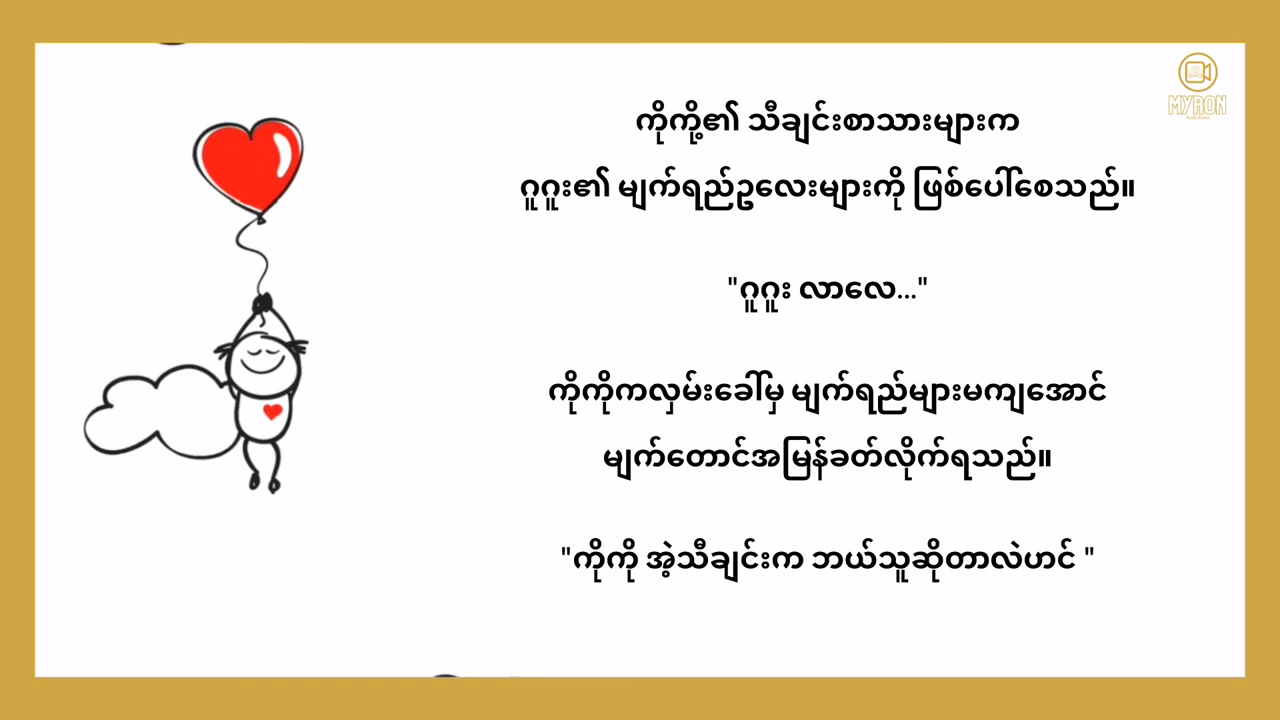 MYRON
Audiobook
ကိုကို့၏ သီချင်းစာသားများက
ဂူဂူး၏ မျက်ရည်ဥလေးများကို ဖြစ်ပေါ်စေသည်။
"ဂူဂူး လာလေ..."
ကိုကိုကလှမ်းခေါ်မှ မျက်ရည်များမကျအောင်
မျက်တောင်အမြန်ခတ်လိုက်ရသည်။
"ကိုကို အဲ့သီချင်းက ဘယ်သူဆိုတာလဲဟင် "